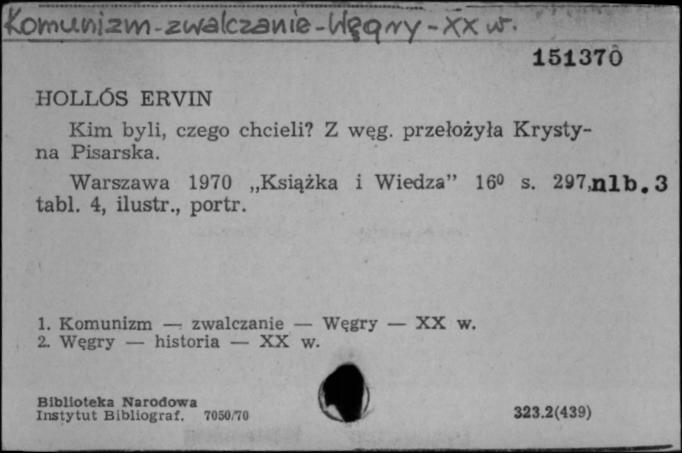 Komunizm - zwalczanie - Węgry - XX w.
151370
HOLLÓS ERVIN
Kim byli, czego chcieli? Z węg. przełożyła Krysty-
na Pisarska.
Warszawa 1970 „Książka i Wiedza” 16⁰ s. 297,nlb.3
tabl. 4, ilustr., portr.
1. Komunizm — zwalczanie — Węgry — XX w.
2. Węgry — historia — XX w.
Biblioteka Narodowa
Instytut Bibliograf. 7050/70
323.2(439)